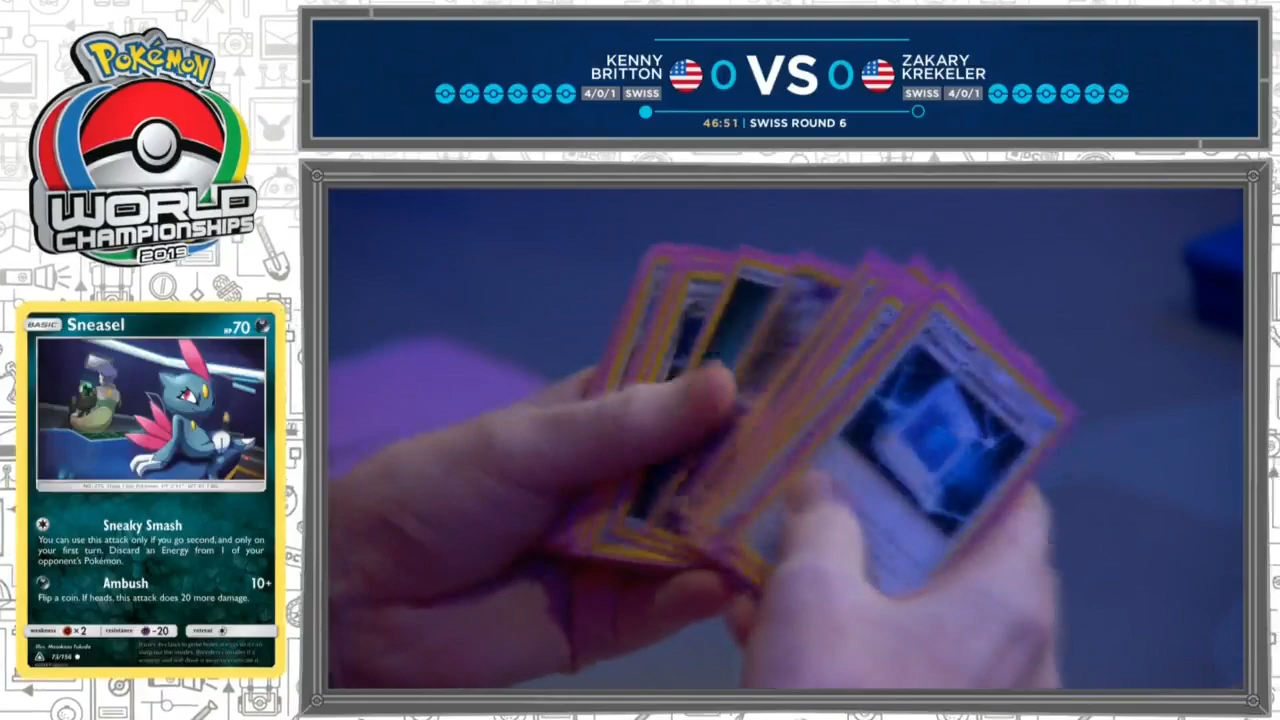 Pokémon
WORLD
CHAMPIONSHIPS
2019
KENNY
BRITTON
4/0/1 SWISS
0 VS 0
ZAKARY
KREKELER
SWISS 4/0/1
46:51 | SWISS ROUND 6
BASIC Sneasel HP70
Sneaky Smash
You can use this attack only if you go second, and only on
your first turn. Discard an Energy from 1 of your
opponent's Pokémon.
Ambush 10+
Flip a coin. If heads, this attack does 20 more damage.
weakness ×2 resistance -20 retreat
73/156